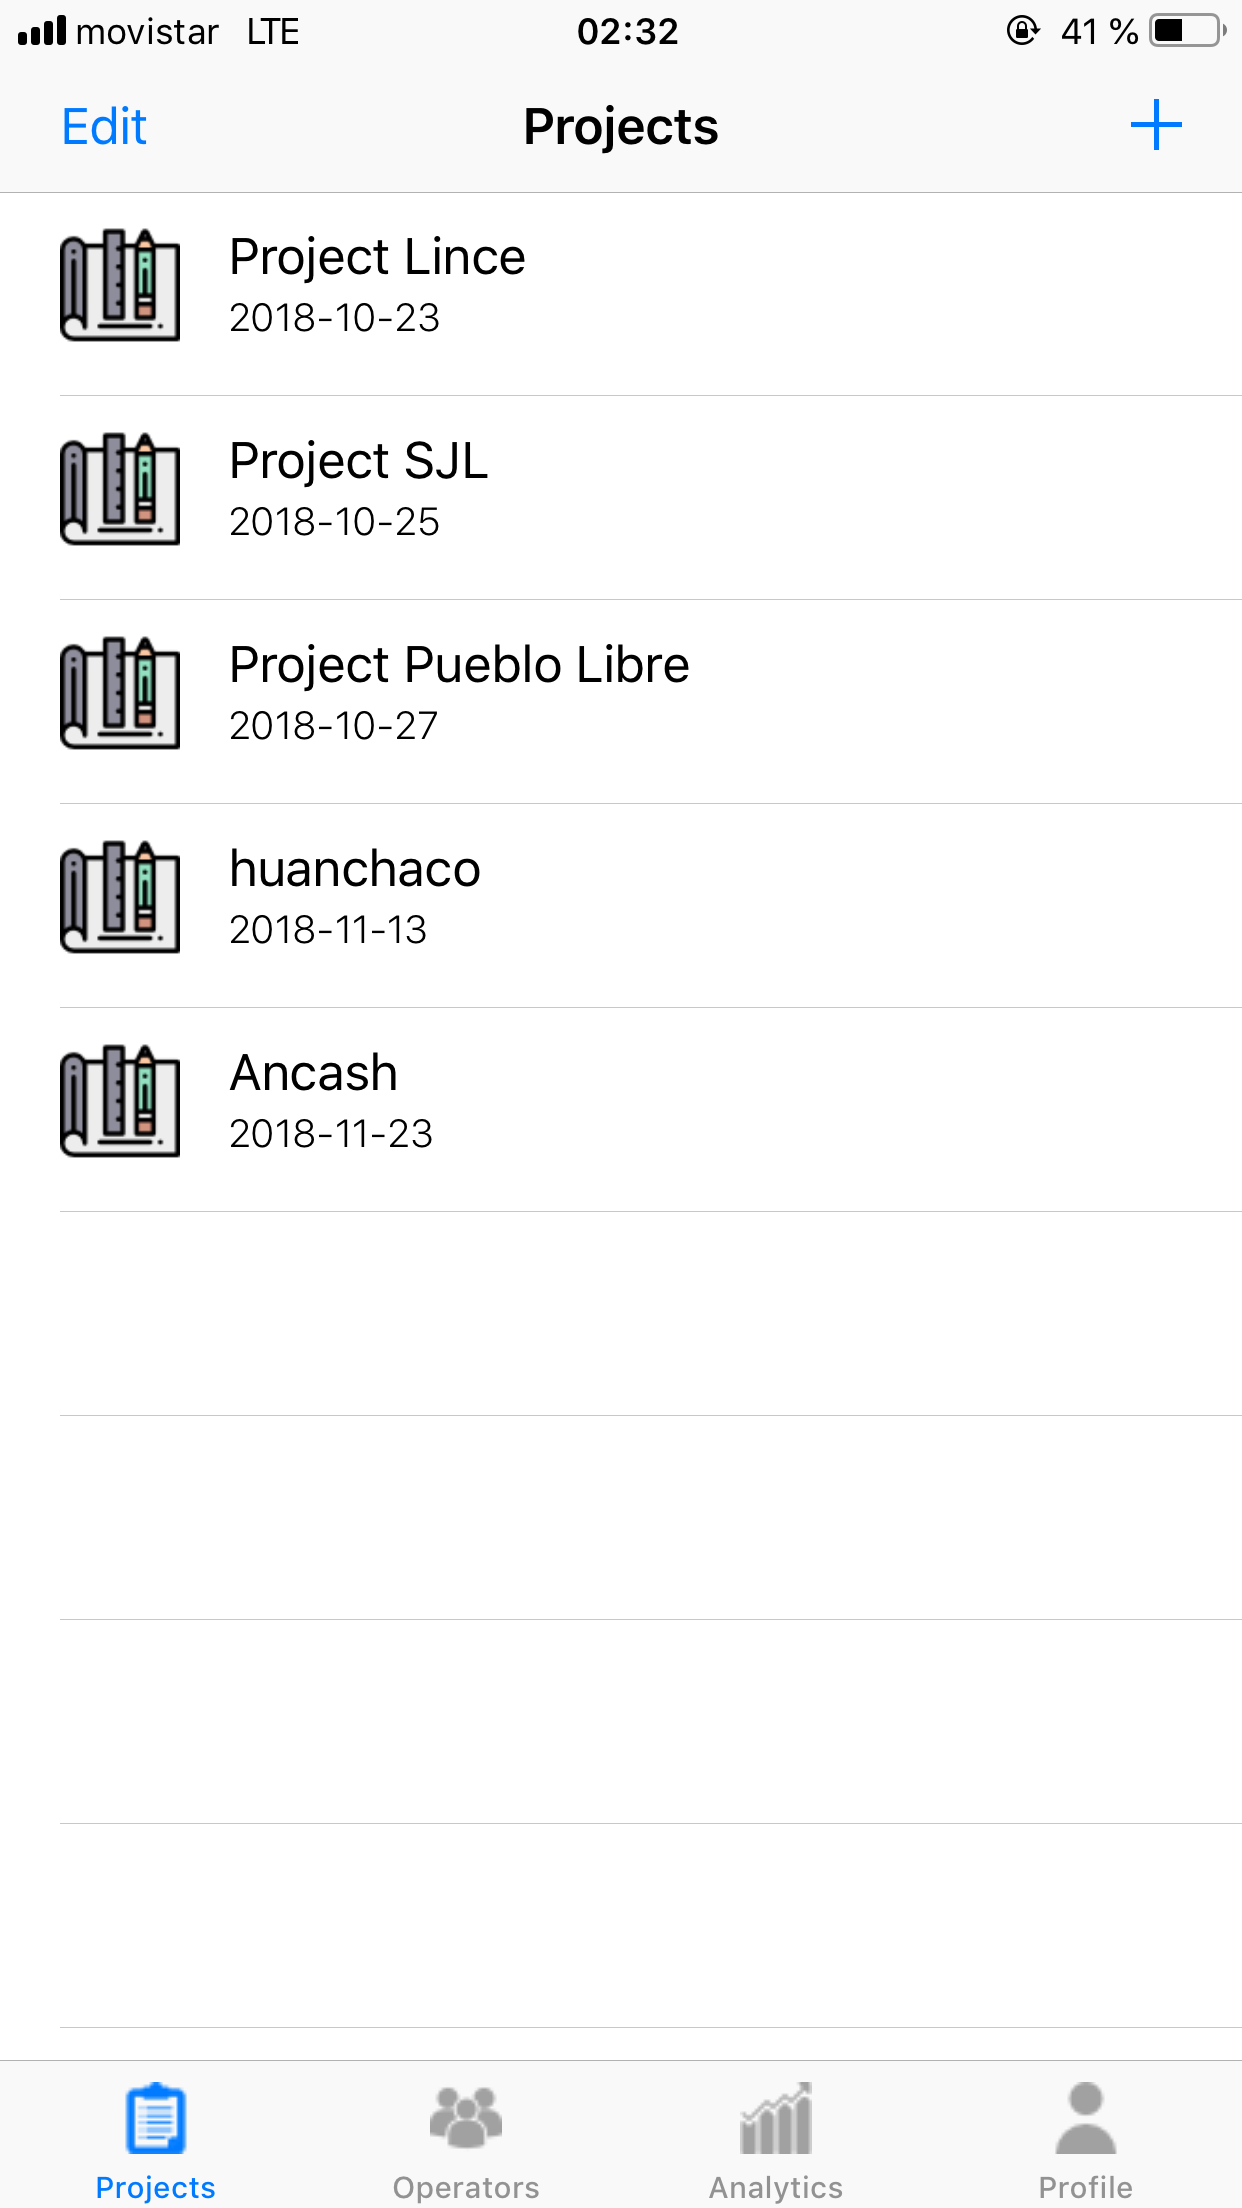 movistar LTE 02:32 41 %
Edit Projects
Project Lince
2018-10-23
Project SJL
2018-10-25
Project Pueblo Libre
2018-10-27
huanchaco
2018-11-13
Ancash
2018-11-23
Projects Operators Analytics Profile